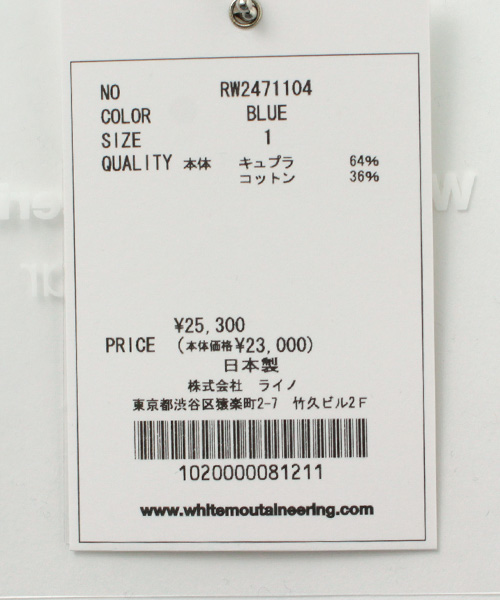 NO RW2471104
COLOR BLUE
SIZE 1
QUALITY 本体 キュプラ 64%
コットン 36%
¥25,300
PRICE (本体価格¥23,000)
日本製
株式会社 ライノ
東京都渋谷区猿楽町2-7 竹久ビル2F
1020000081211
www.whitemoutaineering.com